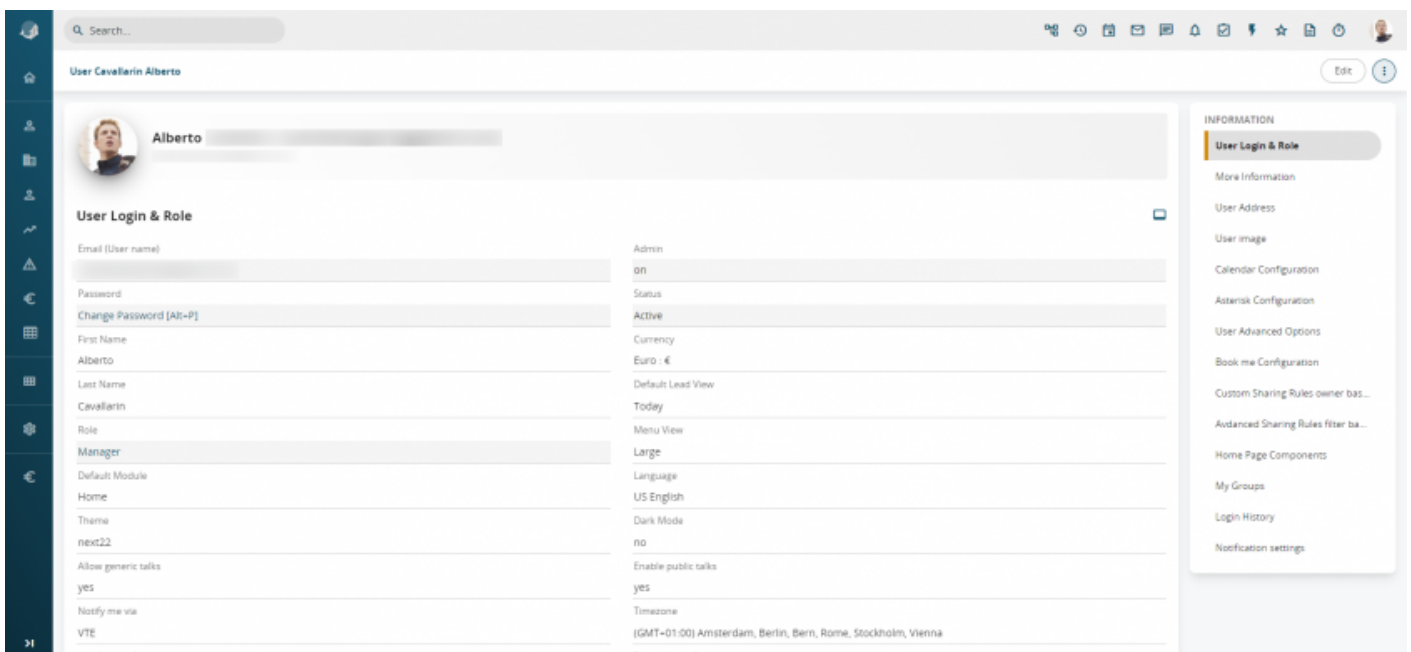 Search...
User Cavallarin Alberto
Edit
Alberto
User Login & Role
Email (User name)
Admin
on
Password
Status
Change Password [Alt+P]
Active
First Name
Currency
Alberto
Euro : €
Last Name
Default Lead View
Cavallarin
Today
Role
Menu View
Manager
Large
Default Module
Language
Home
US English
Theme
Dark Mode
next22
no
Allow generic talks
Enable public talks
yes
yes
Notify me via
Timezone
VTE
(GMT+01:00) Amsterdam, Berlin, Bern, Rome, Stockholm, Vienna
INFORMATION
User Login & Role
More Information
User Address
User image
Calendar Configuration
Asterisk Configuration
User Advanced Options
Book me Configuration
Custom Sharing Rules owner bas...
Avdanced Sharing Rules filter ba...
Home Page Components
My Groups
Login History
Notification settings